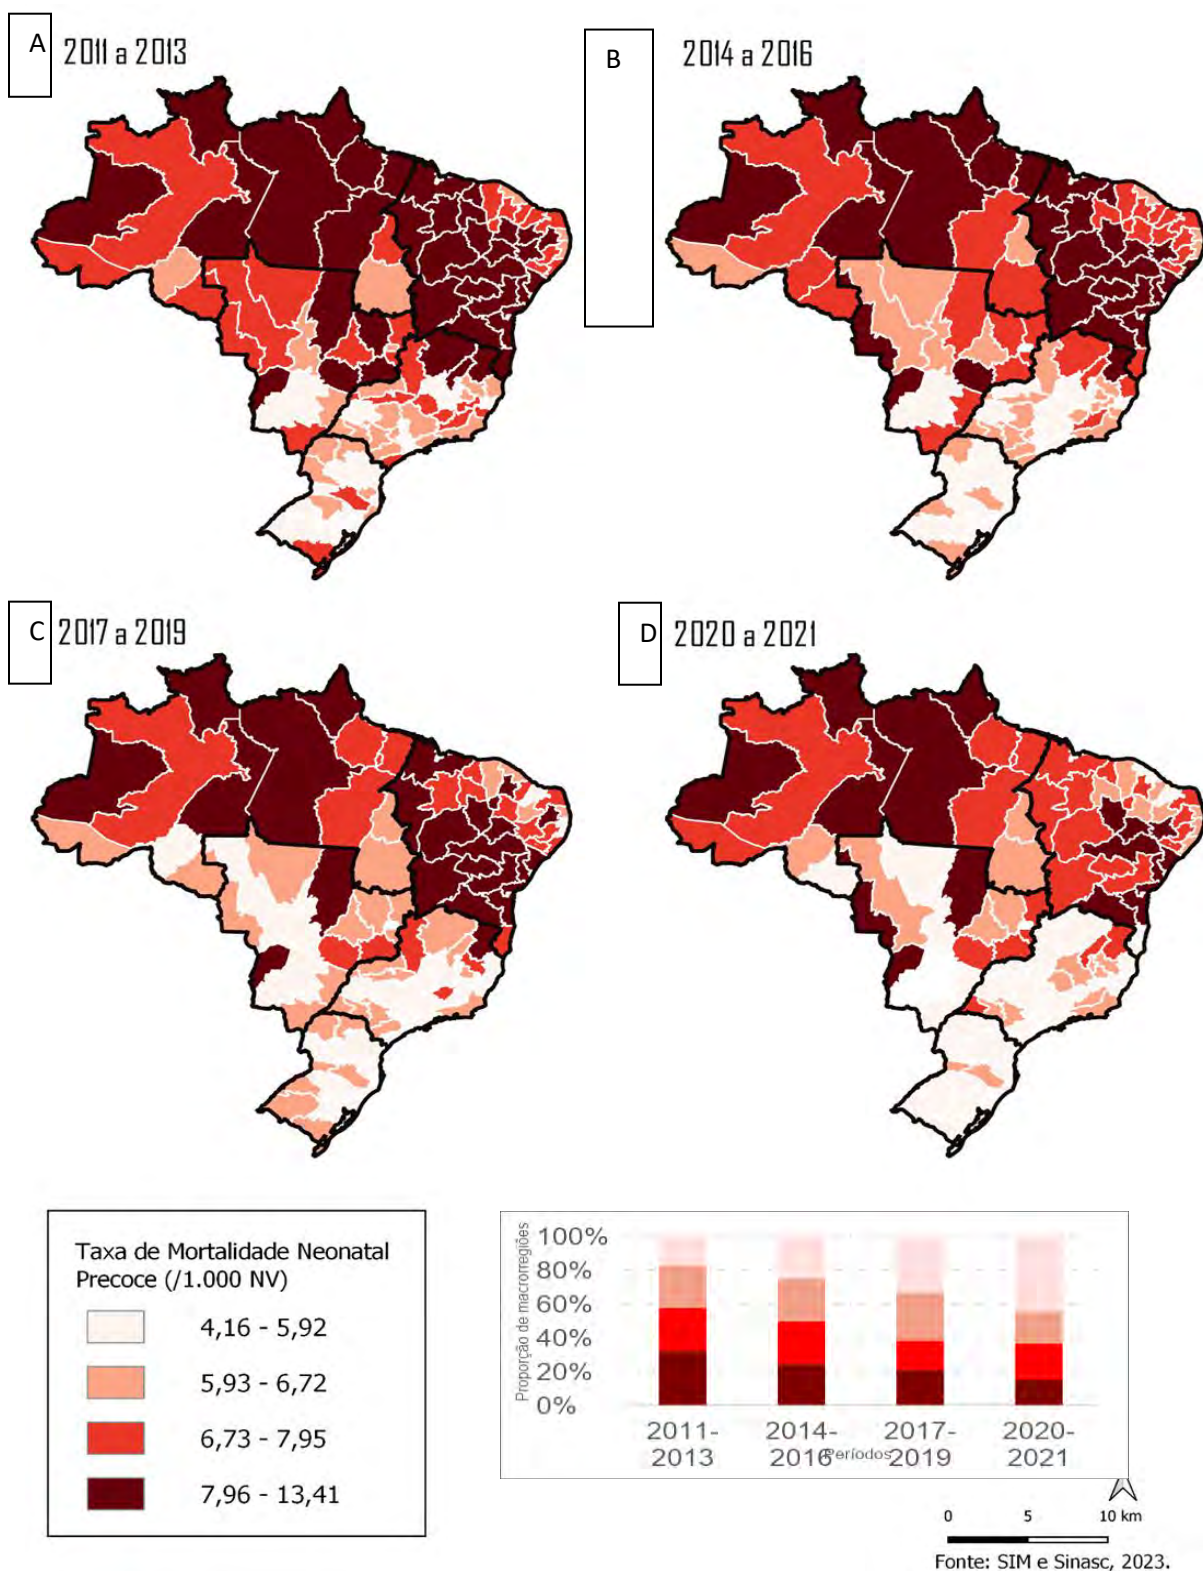 A
2011 a 2013
B
2014 a 2016
C
2017 a 2019
D
2020 a 2021
Taxa de Mortalidade Neonatal
Precoce (/1.000 NV)
4,16 - 5,92
5,93 - 6,72
6,73 - 7,95
7,96 - 13,41
Proporção de macrorregiões
100%
80%
60%
40%
20%
0%
2011-
2013
2014-
2016
2017-
2019
2020-
2021
Períodos
0 5 10 km
Fonte: SIM e Sinasc, 2023.